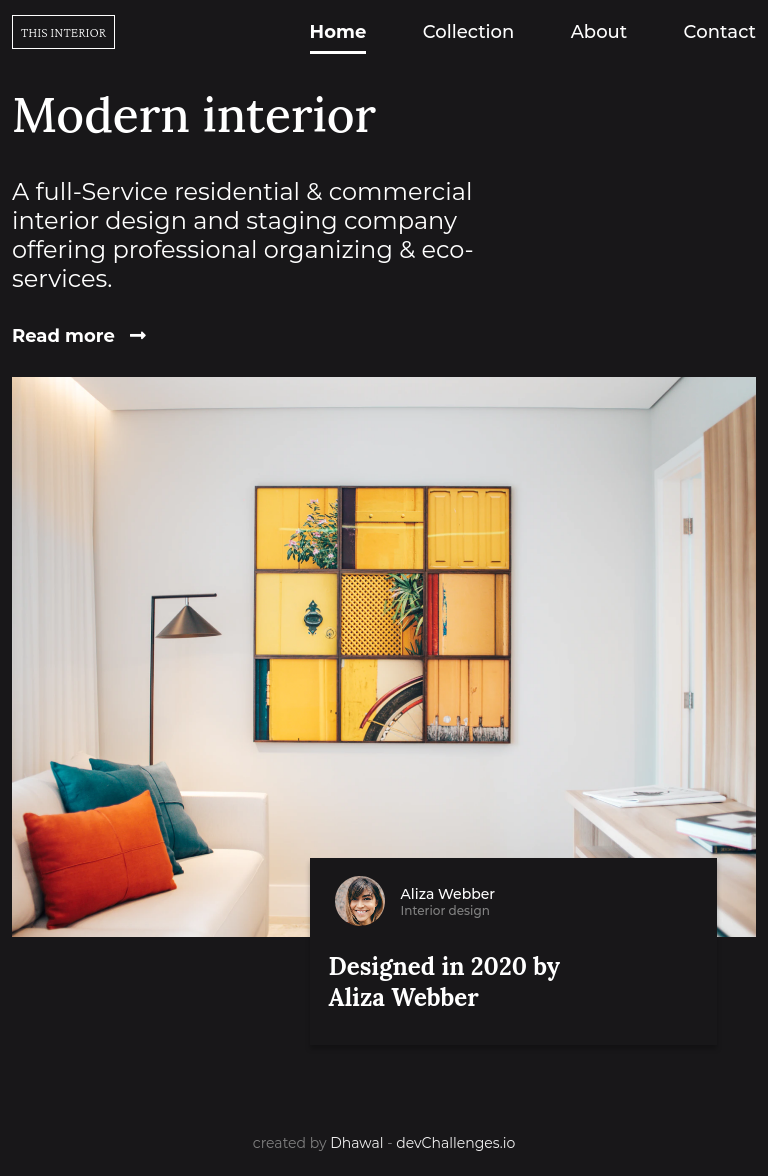 THIS INTERIOR
Home Collection About Contact
Modern interior
A full-Service residential & commercial
interior design and staging company
offering professional organizing & eco-
services.
Read more
Aliza Webber
Interior design
Designed in 2020 by
Aliza Webber
created by Dhawal - devChallenges.io